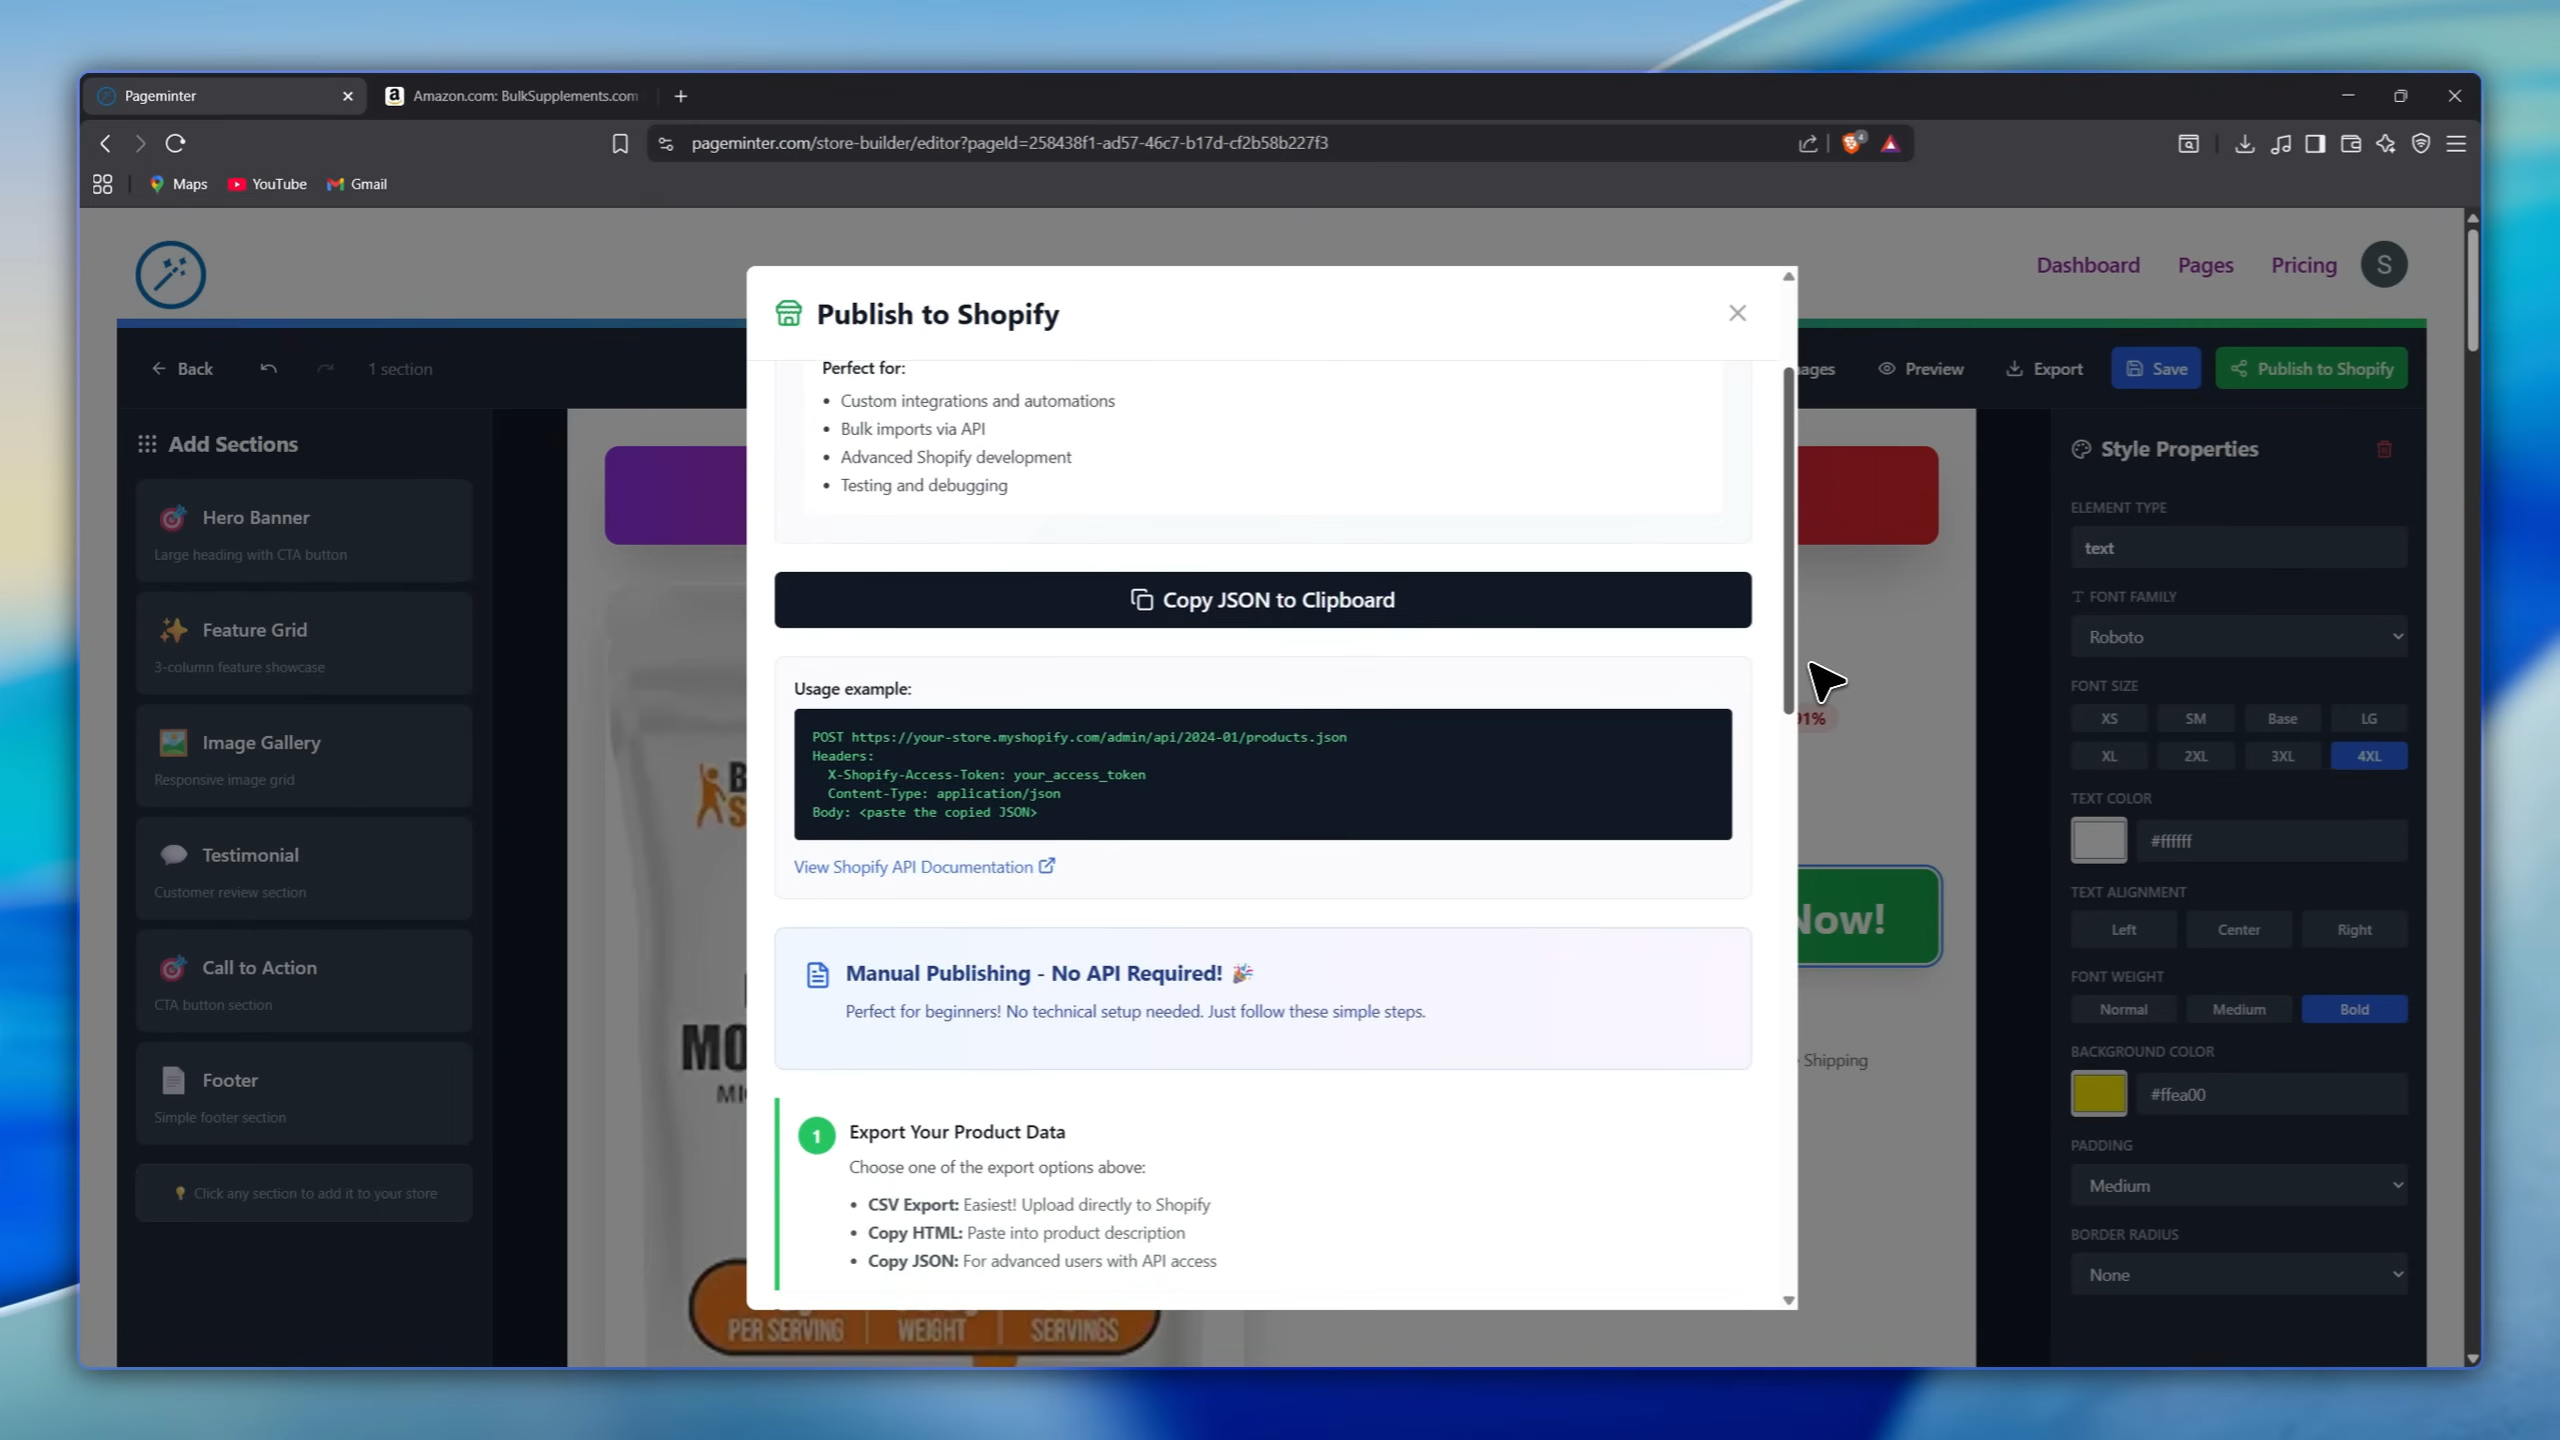 Pageminter
Amazon.com: BulkSupplements.com
pageminter.com/store-builder/editor?pageId=258438f1-ad57-46c7-b17d-cf2b58b227f3
4
Maps
YouTube
Gmail
Dashboard
Pages
Pricing
S
Back
1 section
ages
Preview
Export
Save
Publish to Shopify
Add Sections
Hero Banner
Large heading with CTA button
Feature Grid
3-column feature showcase
Image Gallery
Responsive image grid
Testimonial
Customer review section
Call to Action
CTA button section
Footer
Simple footer section
Click any section to add it to your store
Publish to Shopify
Perfect for:
• Custom integrations and automations
• Bulk imports via API
• Advanced Shopify development
• Testing and debugging
Copy JSON to Clipboard
Usage example:
POST https://your-store.myshopify.com/admin/api/2024-01/products.json
Headers:
X-Shopify-Access-Token: your_access_token
Content-Type: application/json
Body: <paste the copied JSON>
View Shopify API Documentation
Manual Publishing - No API Required! 🎉
Perfect for beginners! No technical setup needed. Just follow these simple steps.
1
Export Your Product Data
Choose one of the export options above:
• CSV Export: Easiest! Upload directly to Shopify
• Copy HTML: Paste into product description
• Copy JSON: For advanced users with API access
91%
Now!
Shipping
MO
MI
PER SERVING
WEIGHT
SERVINGS
Style Properties
ELEMENT TYPE
text
FONT FAMILY
Roboto
FONT SIZE
XS
SM
Base
LG
XL
2XL
3XL
4XL
TEXT COLOR
#ffffff
TEXT ALIGNMENT
Left
Center
Right
FONT WEIGHT
Normal
Medium
Bold
BACKGROUND COLOR
#ffea00
PADDING
Medium
BORDER RADIUS
None